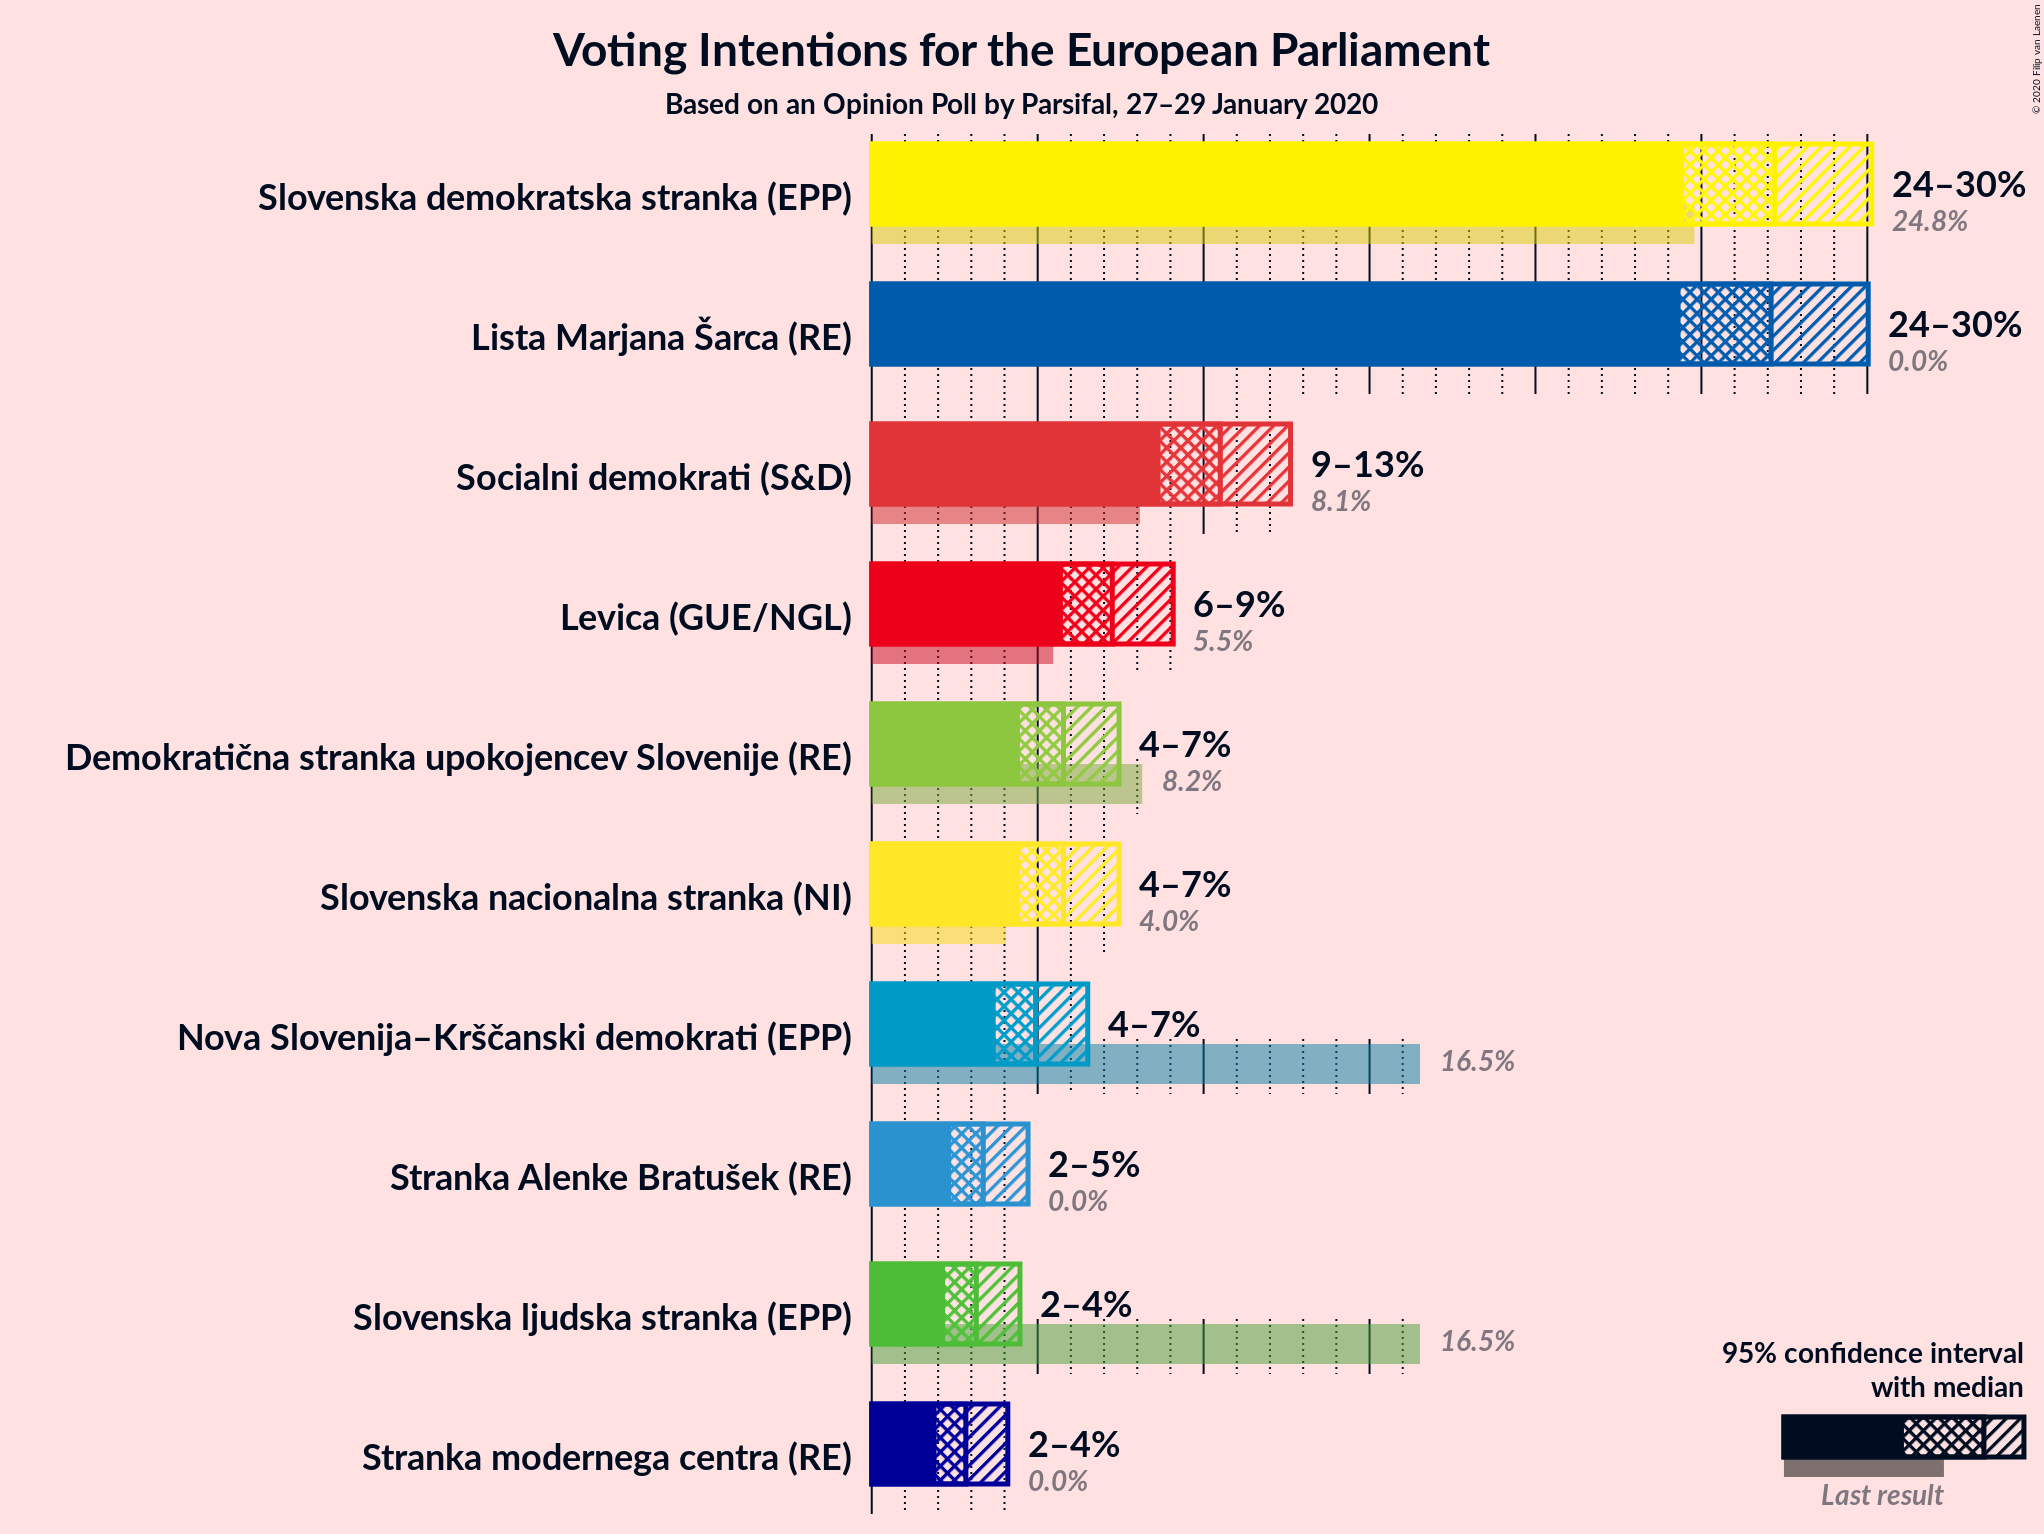 Voting Intentions for the European Parliament
Based on an Opinion Poll by Parsifal, 27–29 January 2020
© 2020 Filip van Laenen
Slovenska demokratska stranka (EPP)
24–30%
24.8%
Lista Marjana Šarca (RE)
24–30%
0.0%
Socialni demokrati (S&D)
9–13%
8.1%
Levica (GUE/NGL)
6–9%
5.5%
Demokratična stranka upokojencev Slovenije (RE)
4–7%
8.2%
Slovenska nacionalna stranka (NI)
4–7%
4.0%
Nova Slovenija–Krščanski demokrati (EPP)
4–7%
16.5%
Stranka Alenke Bratušek (RE)
2–5%
0.0%
Slovenska ljudska stranka (EPP)
2–4%
16.5%
Stranka modernega centra (RE)
2–4%
0.0%
95% confidence interval
with median
Last result